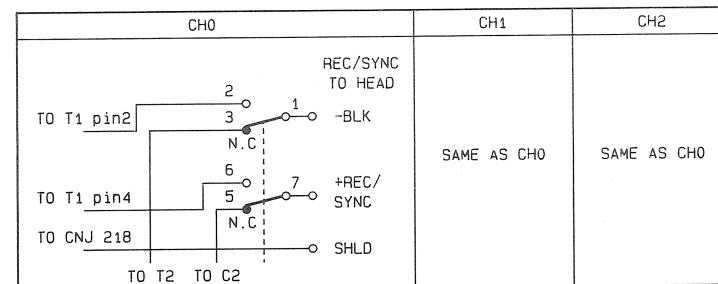 CH0
CH1
CH2
REC/SYNC
TO HEAD
2
TO T1 pin2
3
1
-BLK
N.C
SAME AS CH0
SAME AS CH0
6
TO T1 pin4
5
7
+REC/
SYNC
N.C
TO CNJ 218
SHLD
TO T2
TO C2